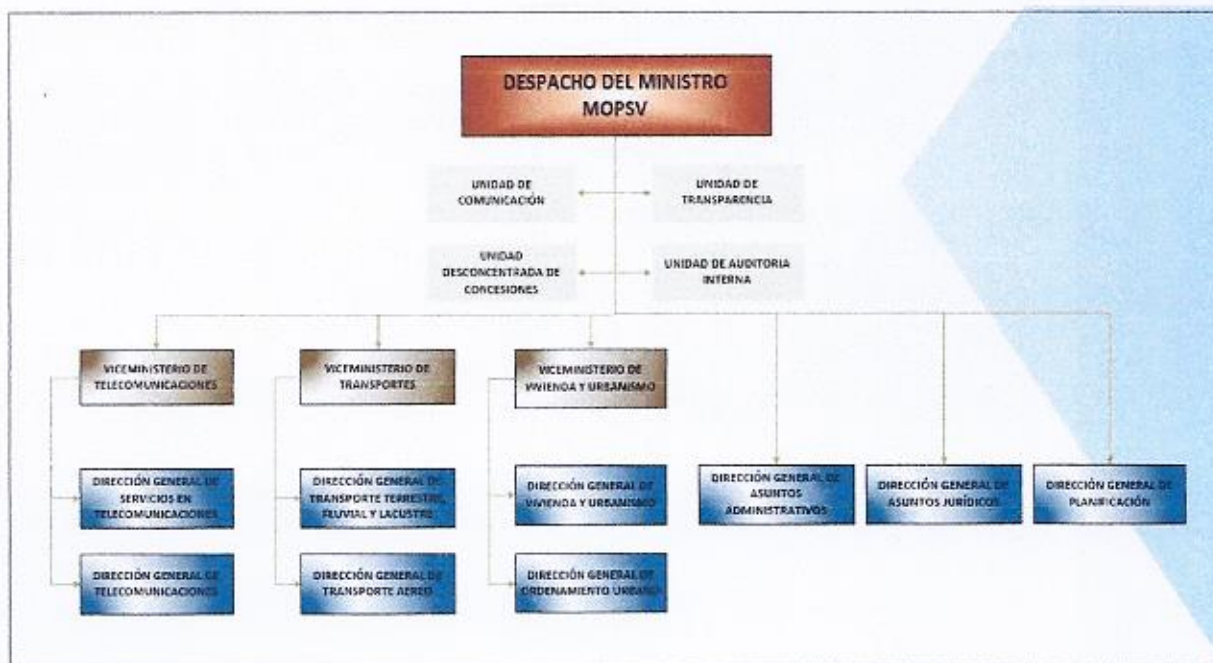 DESPACHO DEL MINISTRO
MOPSV
UNIDAD DE
COMUNICACIÓN
UNIDAD DE
TRANSPARENCIA
UNIDAD
DESCONCENTRADA DE
CONCESIONES
UNIDAD DE AUDITORIA
INTERNA
VICEMINISTERIO DE
TELECOMUNICACIONES
VICEMINISTERIO DE
TRANSPORTES
VICEMINISTERIO DE
VIVIENDA Y URBANISMO
DIRECCIÓN GENERAL DE
SERVICIOS EN
TELECOMUNICACIONES
DIRECCIÓN GENERAL DE
TRANSPORTE TERRESTRE,
FLUVIAL Y LACUSTRE
DIRECCIÓN GENERAL DE
VIVIENDA Y URBANISMO
DIRECCIÓN GENERAL DE
ASUNTOS
ADMINISTRATIVOS
DIRECCIÓN GENERAL DE
ASUNTOS JURÍDICOS
DIRECCIÓN GENERAL DE
PLANIFICACIÓN
DIRECCIÓN GENERAL DE
TELECOMUNICACIONES
DIRECCIÓN GENERAL DE
TRANSPORTE AEREO
DIRECCIÓN GENERAL DE
ORDENAMIENTO URBANO